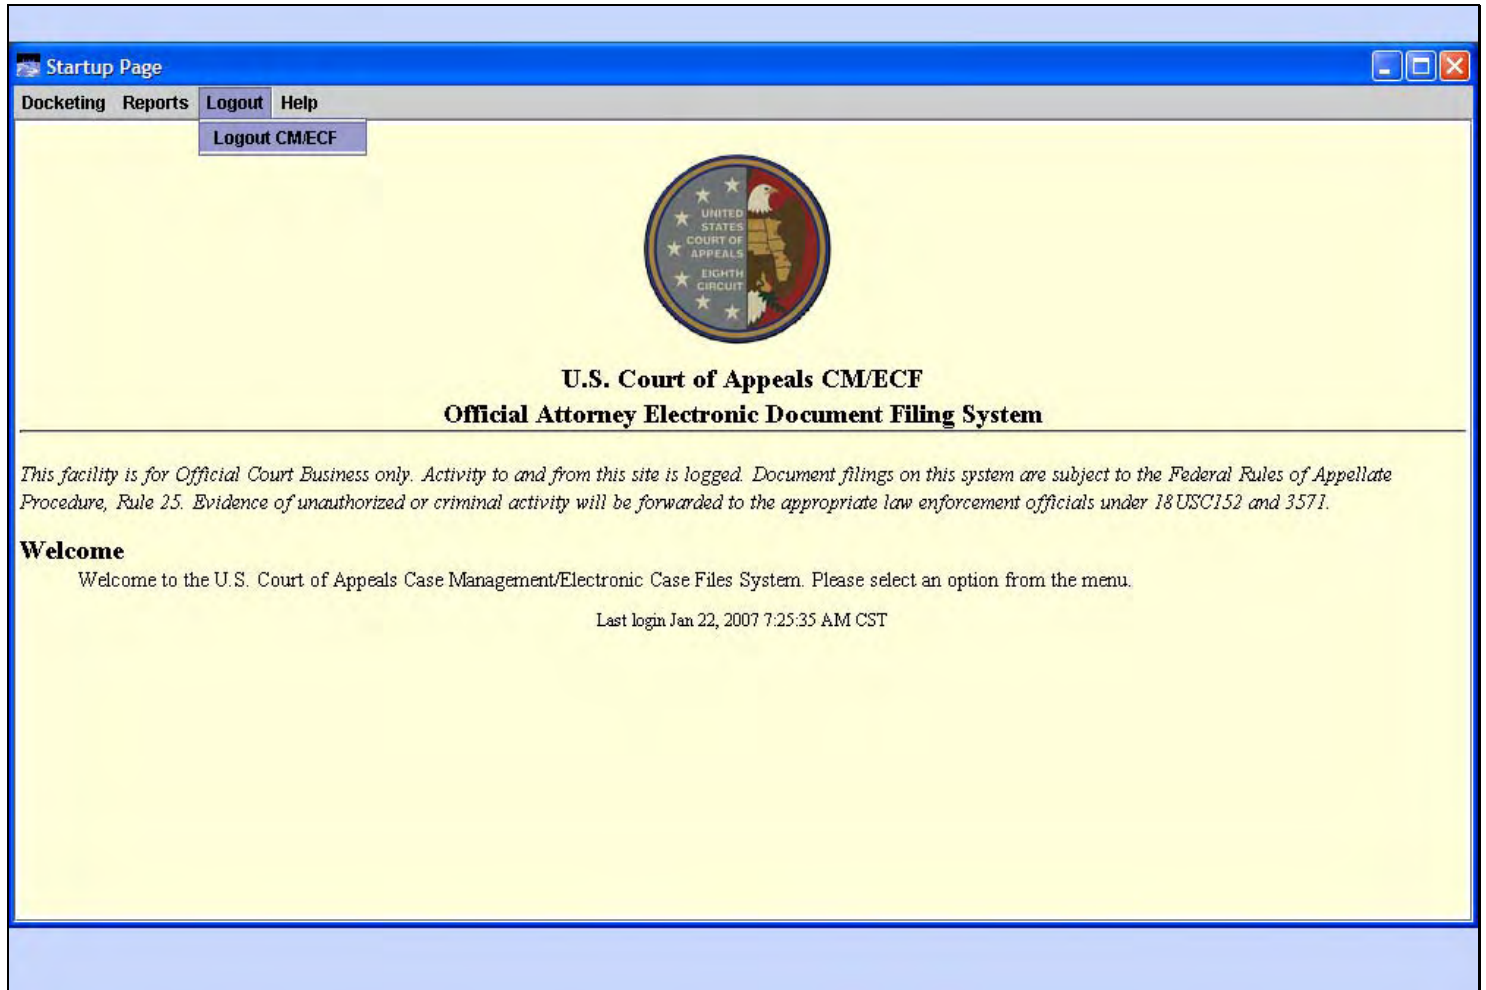 Startup Page
Docketing Reports Logout Help
Logout CM/ECF
UNITED
STATES
COURT OF
APPEALS
EIGHTH
CIRCUIT
U.S. Court of Appeals CM/ECF
Official Attorney Electronic Document Filing System
This facility is for Official Court Business only. Activity to and from this site is logged. Document filings on this system are subject to the Federal Rules of Appellate
Procedure, Rule 25. Evidence of unauthorized or criminal activity will be forwarded to the appropriate law enforcement officials under 18 USC152 and 3571.
Welcome
Welcome to the U.S. Court of Appeals Case Management/Electronic Case Files System. Please select an option from the menu.
Last login Jan 22, 2007 7:25:35 AM CST